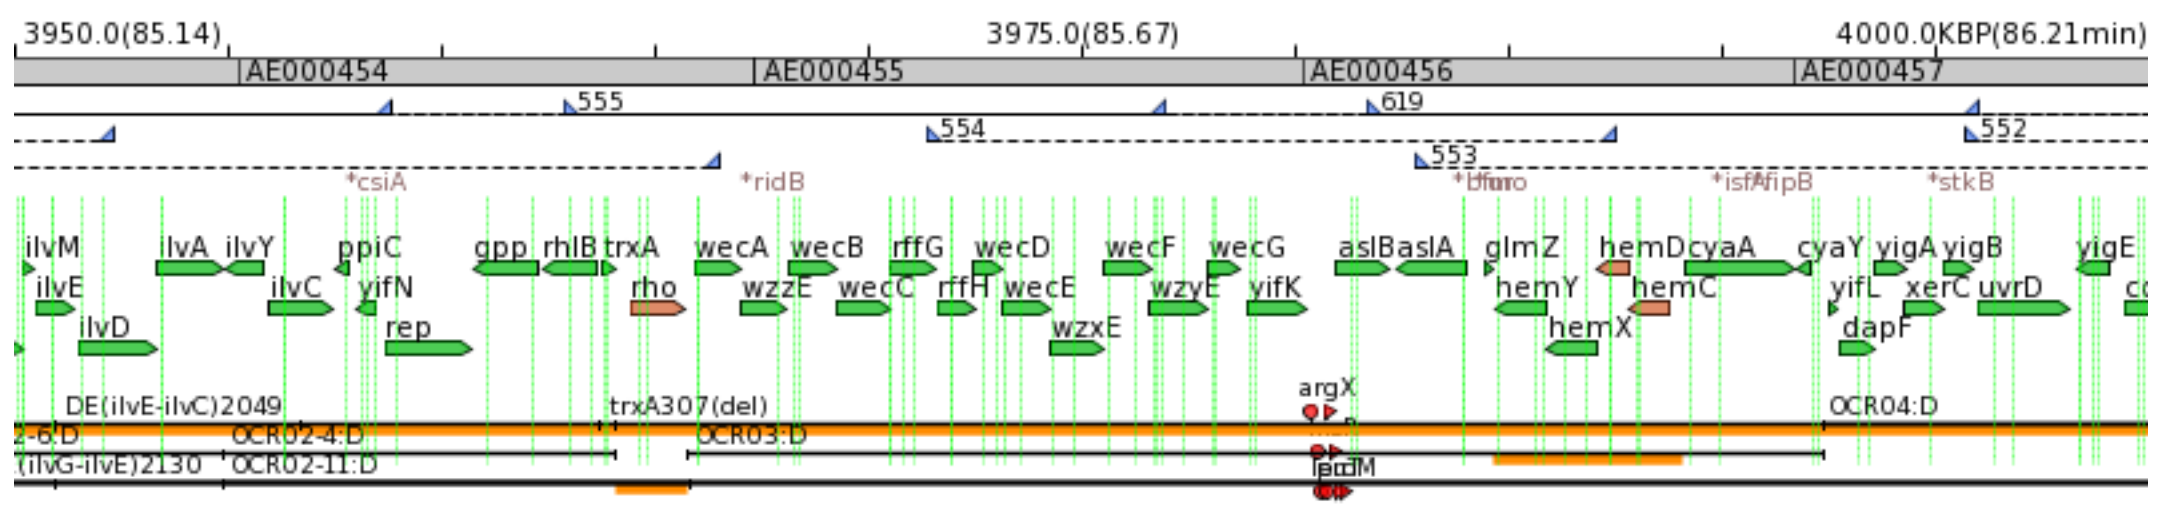 3950.0(85.14) 3975.0(85.67) 4000.0KBP(86.21min)
AE000454 AE000455 AE000456 AE000457
555 619
554 552
553
*csiA *ridB *stkB
ilvM ilvA ilvY ppiC gpp rhlB trxA wecA wecB rffG wecD wecF wecG aslB aslA glmZ hemD cyaA cyaY yigA yigB yigE
ilvE ilvC yifN rho wzzE wecC rffH wecE wzyE yifK hemY hemC yifL xerC uvrD
ilvD rep wzxE hemX dapF
argX
DE(ilvE-ilvC)2049 trxA307(del) OCR04:D
2-6:D OCR02-4:D OCR03:D
(ilvG-ilvE)2130 OCR02-11:D